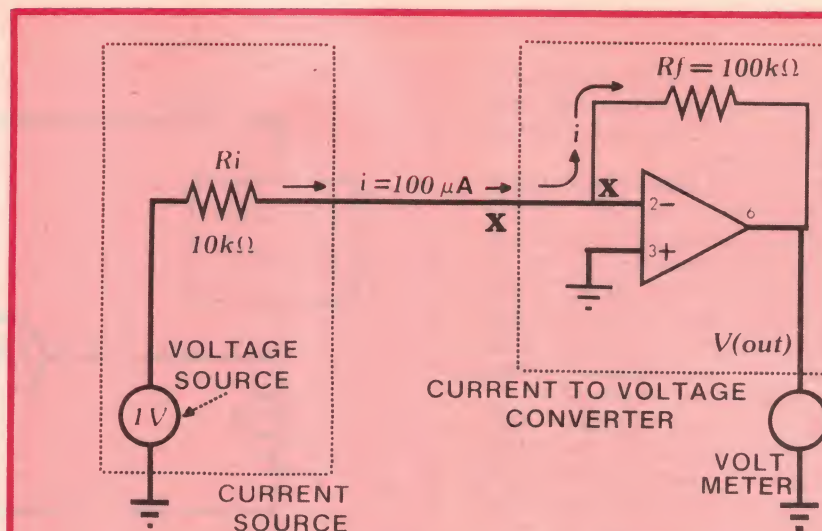 Rf = 100kΩ
i
Ri
i = 100 μA
X
X
10kΩ
2-
6
3+
VOLTAGE
SOURCE
1V
V(out)
CURRENT TO VOLTAGE
CONVERTER
VOLT
METER
CURRENT
SOURCE